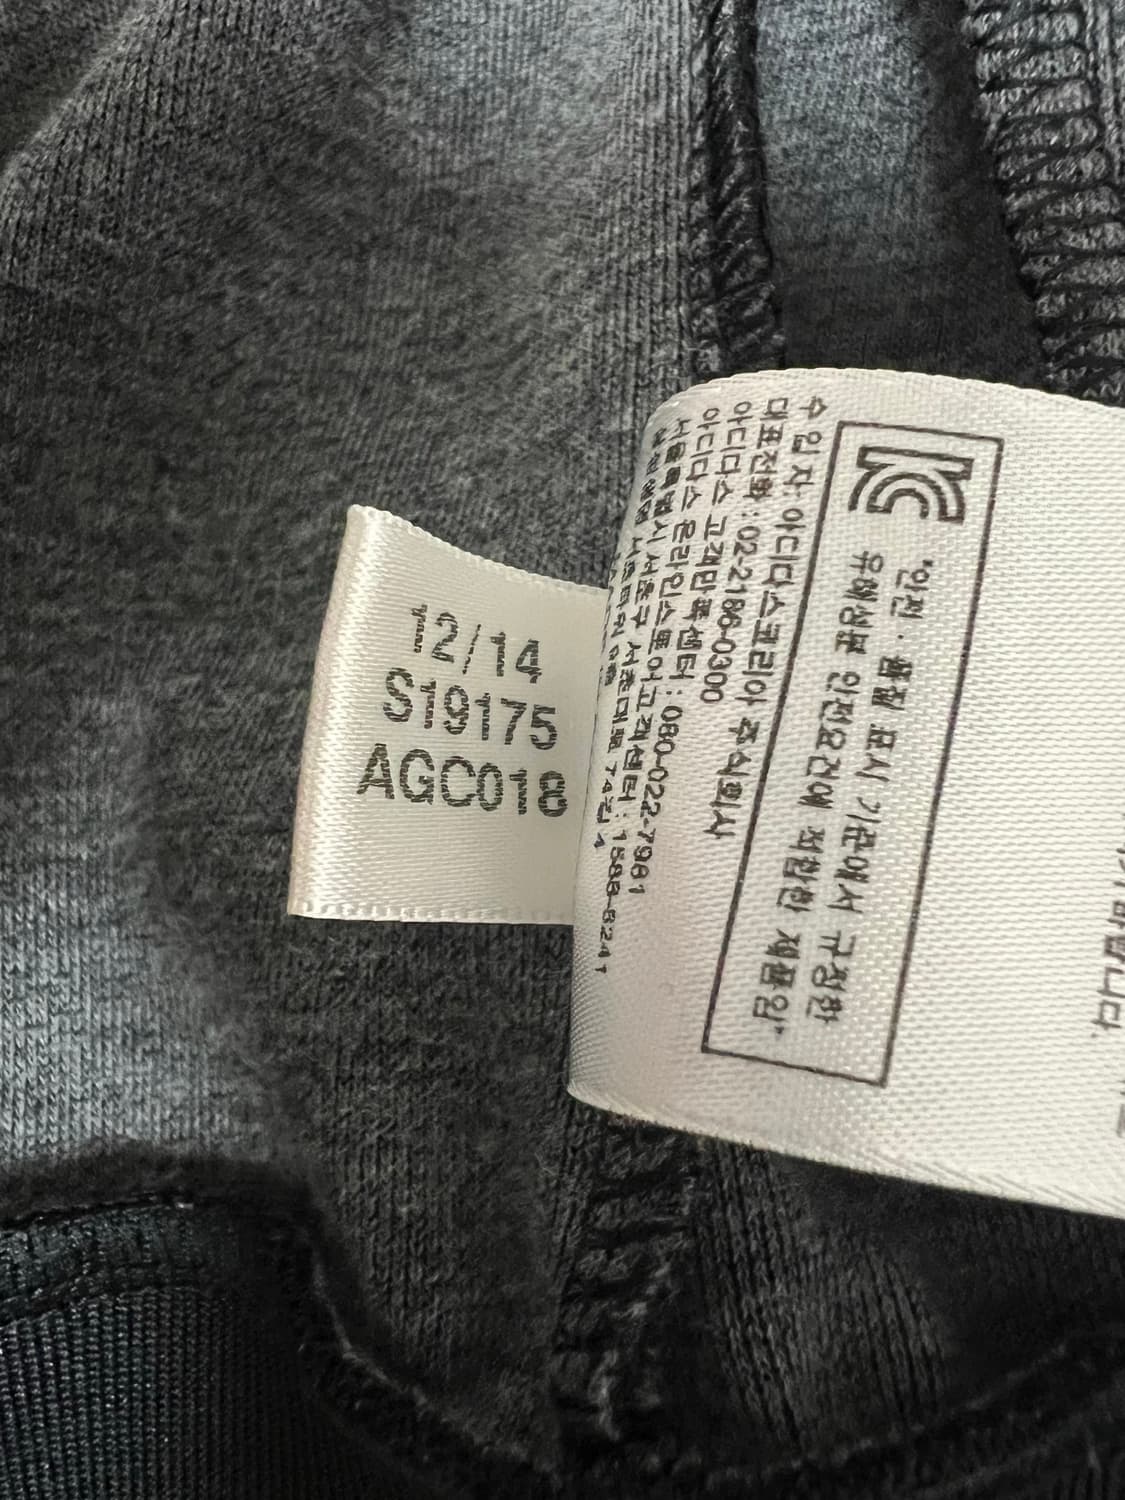 12/14
S18175
AGC018
KC
"안전 · 품질 표시 기준에서 규정한
유해성분 안전요건에 적합한 제품임"
수입자: 아디다스코리아 주식회사
대표전화: 02-2186-0300
아디다스 고객만족센터: 080-022-7961
아디다스 온라인스토어고객센터: 1588-8241
서울특별시 서초구 서초대로 74길 4